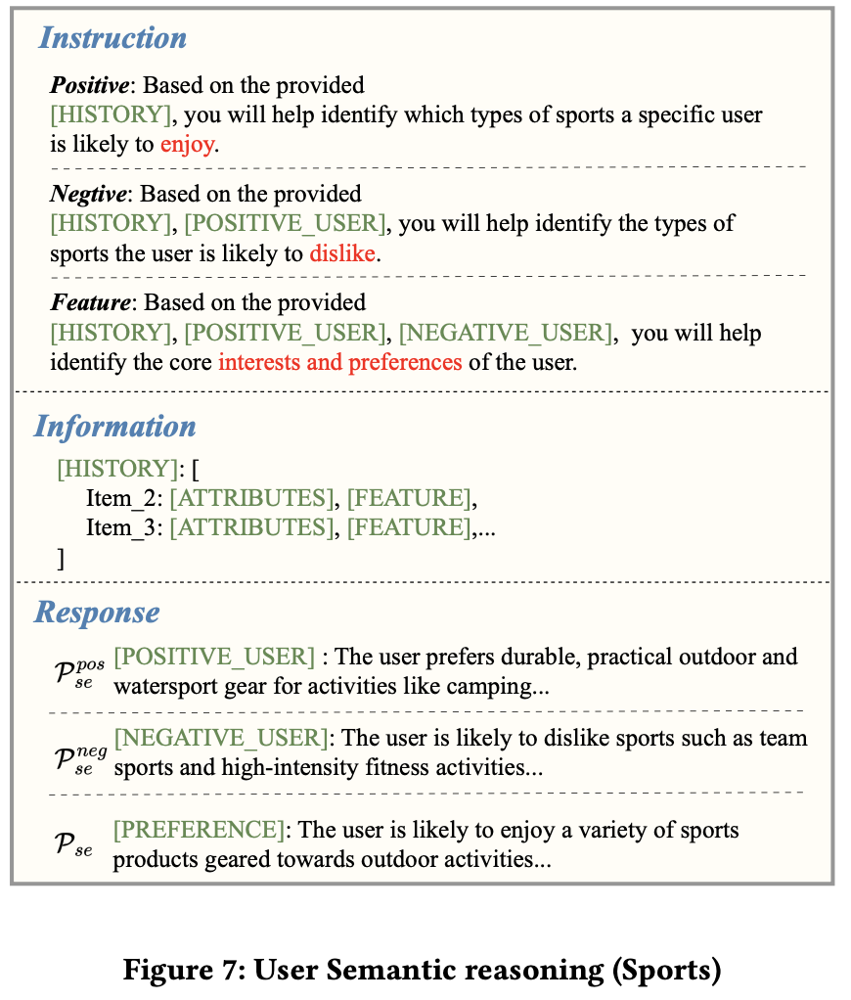 Instruction
Positive: Based on the provided
[HISTORY], you will help identify which types of sports a specific user
is likely to enjoy.
Negtive: Based on the provided
[HISTORY], [POSITIVE_USER], you will help identify the types of
sports the user is likely to dislike.
Feature: Based on the provided
[HISTORY], [POSITIVE_USER], [NEGATIVE_USER], you will help
identify the core interests and preferences of the user.
Information
[HISTORY]: [
Item_2: [ATTRIBUTES], [FEATURE],
Item_3: [ATTRIBUTES], [FEATURE],...
]
Response
𝒫_{se}^{pos} [POSITIVE_USER] : The user prefers durable, practical outdoor and
watersport gear for activities like camping...
𝒫_{se}^{neg} [NEGATIVE_USER]: The user is likely to dislike sports such as team
sports and high-intensity fitness activities...
𝒫_{se} [PREFERENCE]: The user is likely to enjoy a variety of sports
products geared towards outdoor activities...
Figure 7: User Semantic reasoning (Sports)